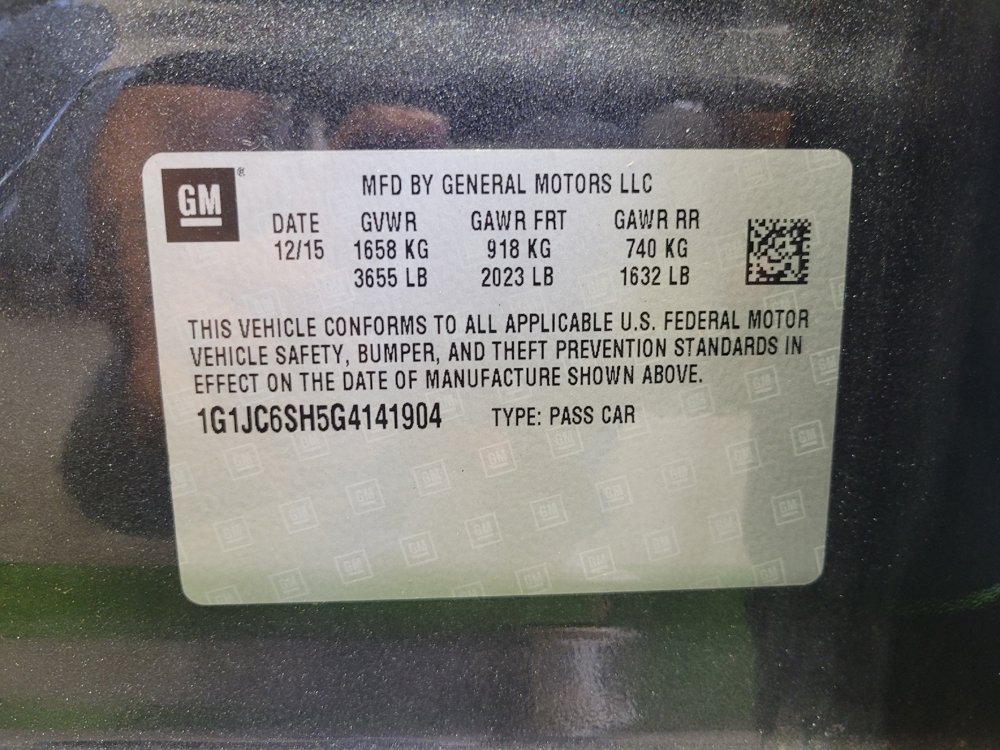 GM®
MFD BY GENERAL MOTORS LLC
DATE GVWR GAWR FRT GAWR RR
12/15 1658 KG 918 KG 740 KG
3655 LB 2023 LB 1632 LB
THIS VEHICLE CONFORMS TO ALL APPLICABLE U.S. FEDERAL MOTOR
VEHICLE SAFETY, BUMPER, AND THEFT PREVENTION STANDARDS IN
EFFECT ON THE DATE OF MANUFACTURE SHOWN ABOVE.
1G1JC6SH5G4141904 TYPE: PASS CAR